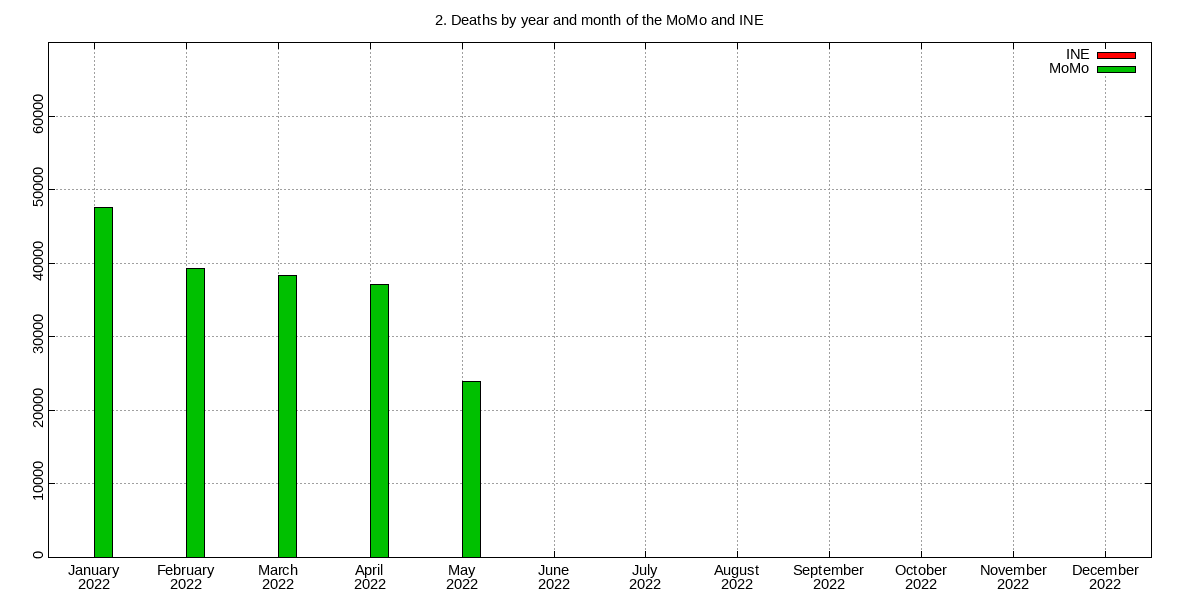 2. Deaths by year and month of the MoMo and INE
INE
MoMo
60000
50000
40000
30000
20000
10000
0
January February March April May June July August September October November December
2022 2022 2022 2022 2022 2022 2022 2022 2022 2022 2022 2022